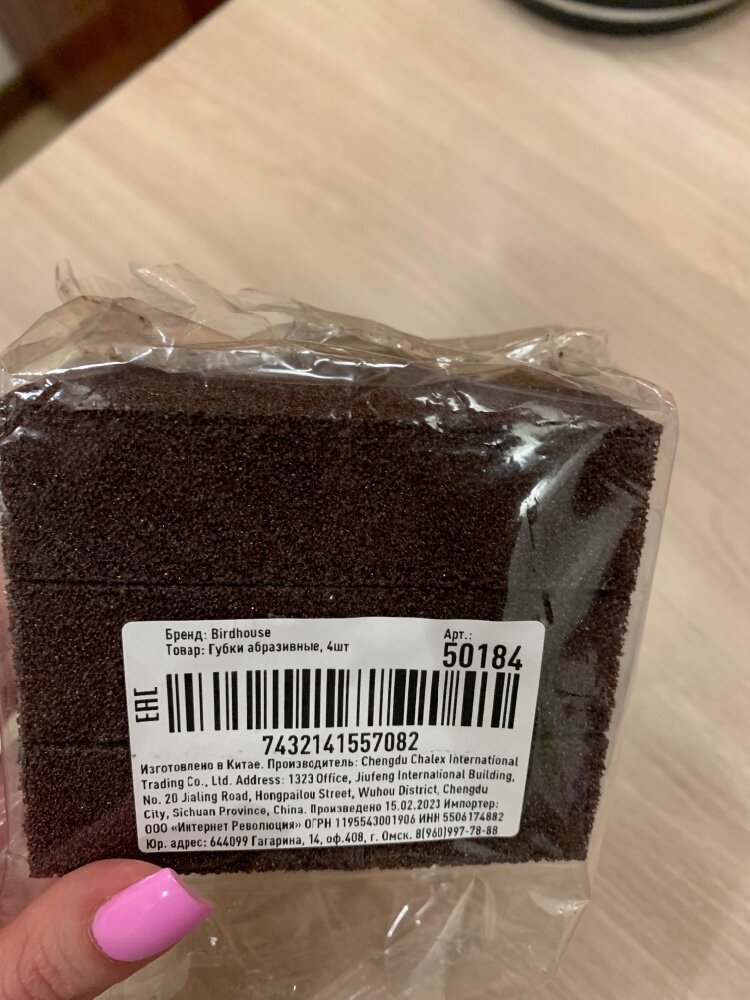 Бренд: Birdhouse
Товар: Губки абразивные, 4шт
Арт.:
50184
EAC
7432141557082
Изготовлено в Китае. Производитель: Chengdu Chalex International
Trading Co., Ltd. Address: 1323 Office, Jiufeng International Building,
No. 20 Jialing Road, Hongpailou Street, Wuhou District, Chengdu
City, Sichuan Province, China. Произведено 15.02.2023 Импортер:
ООО «Интернет Революция» ОГРН 1195543001906 ИНН 5506174882
Юр. адрес: 644099 Гагарина, 14, оф.408, г. Омск. 8(960)997-78-88